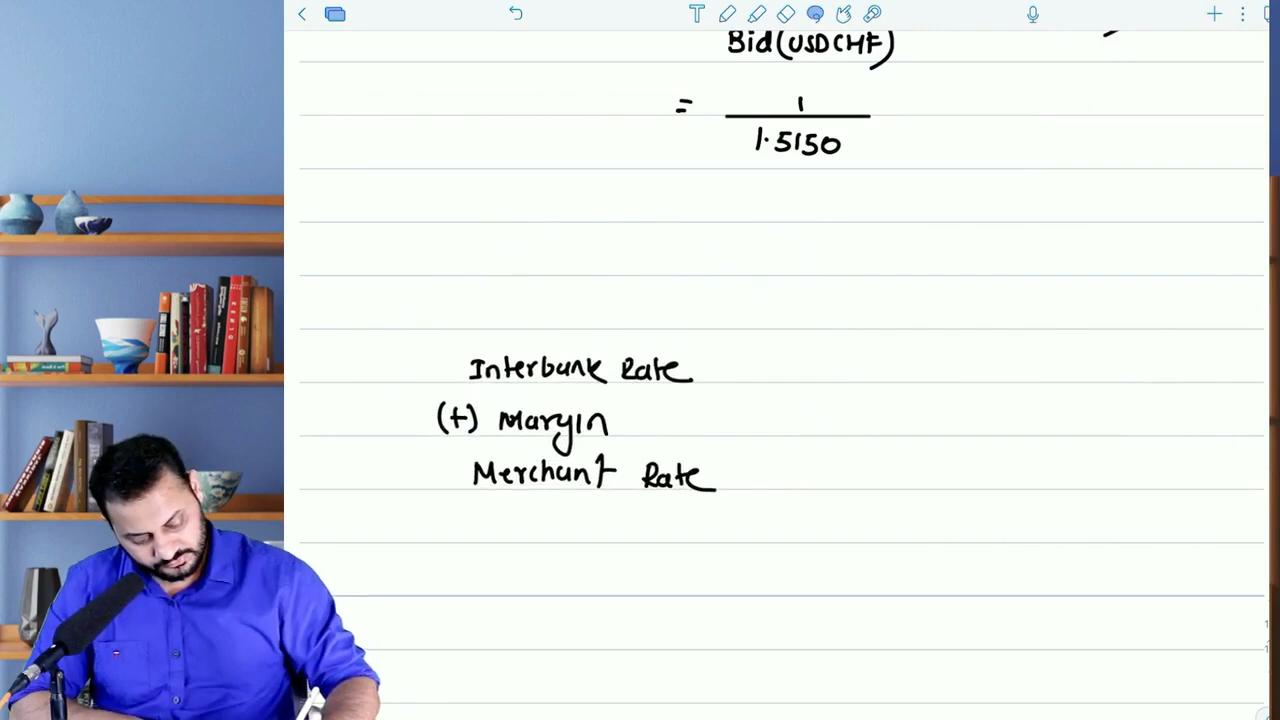 Bid(USDCHF)
= 1
1.5150
Interbank Rate
(+) Margin
Merchant Rate